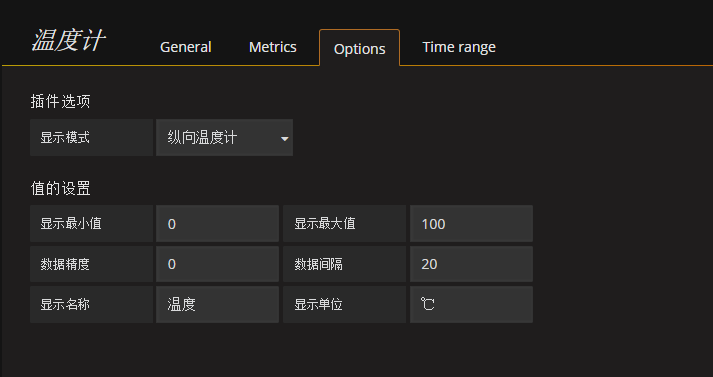 温度计 General Metrics Options Time range
插件选项
显示模式 纵向温度计
值的设置
显示最小值 0 显示最大值 100
数据精度 0 数据间隔 20
显示名称 温度 显示单位 ℃